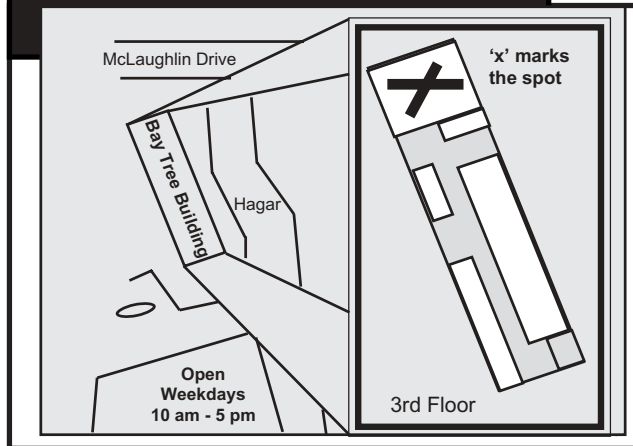 McLaughlin Drive
Bay Tree Building
Hagar
Open
Weekdays
10 am - 5 pm
'x' marks
the spot
3rd Floor